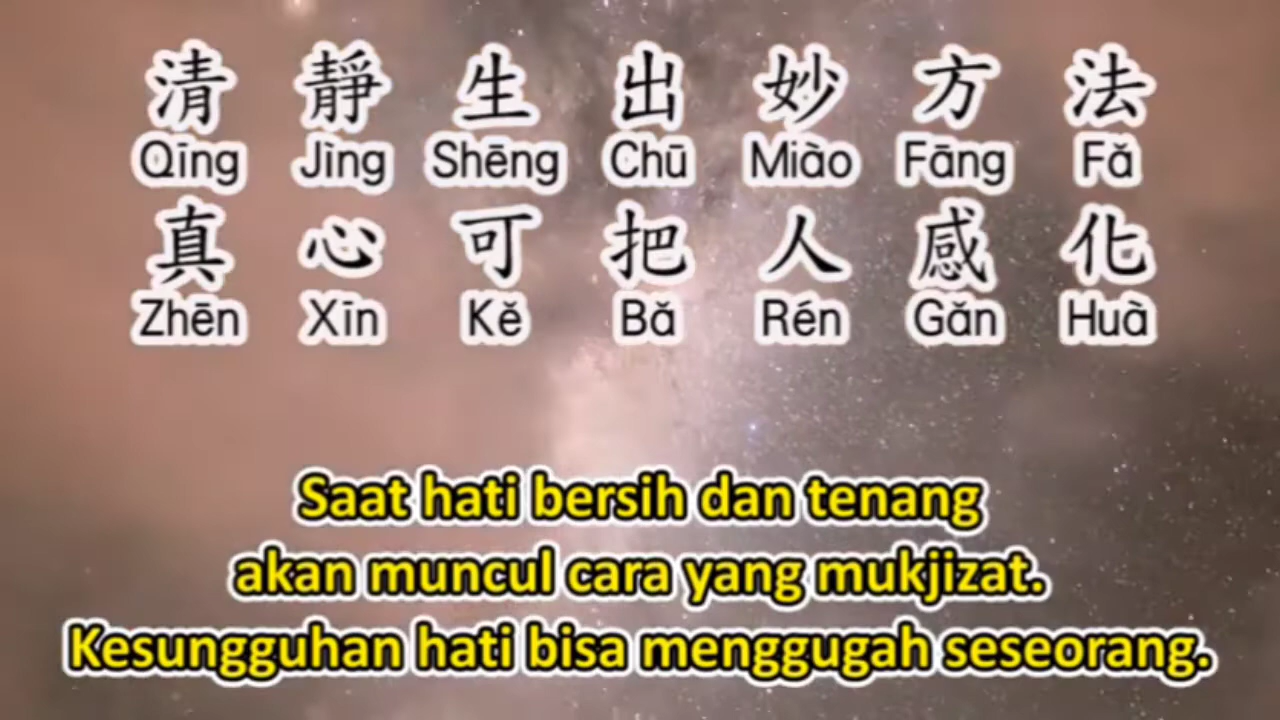 清靜生出妙方法
Qīng Jìng Shēng Chū Miào Fāng Fǎ
真心可把人感化
Zhēn Xīn Kě Bǎ Rén Gǎn Huà
Saat hati bersih dan tenang
akan muncul cara yang mukjizat.
Kesungguhan hati bisa menggugah seseorang.